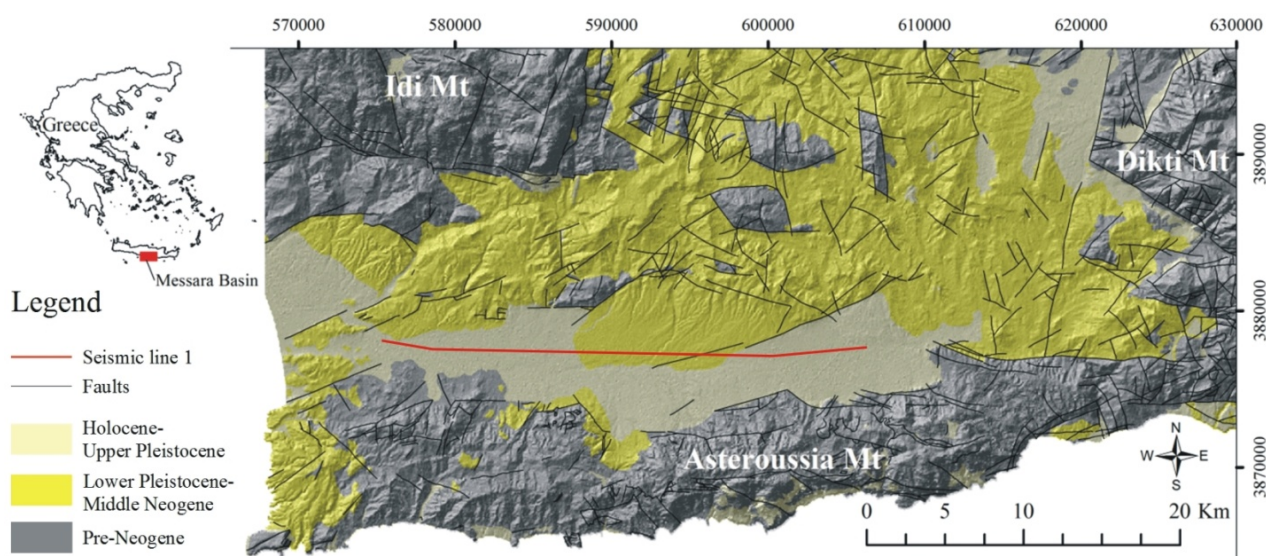 570000 580000 590000 600000 610000 620000 630000
Idi Mt
Greece
3890000
Dikti Mt
Messara Basin
Legend
3880000
Seismic line 1
Faults
Holocene-
Upper Pleistocene
N
W E
S
Asteroussia Mt
3870000
Lower Pleistocene-
Middle Neogene
0 5 10 20 Km
Pre-Neogene